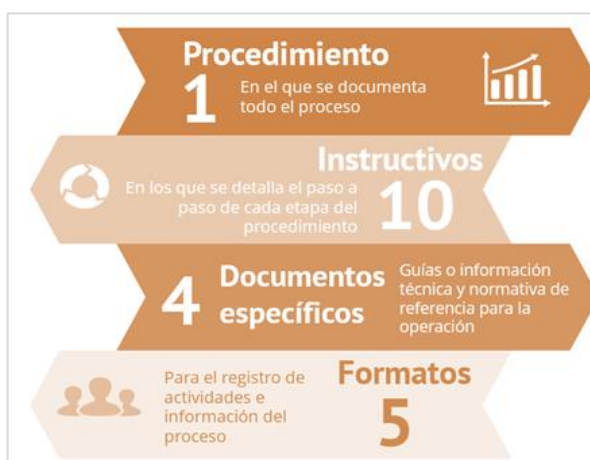 Procedimiento
1
En el que se documenta
todo el proceso
Instructivos
10
En los que se detalla el paso a
paso de cada etapa del
procedimiento
4
Documentos
específicos
Guías o información
técnica y normativa de
referencia para la
operación
Formatos
5
Para el registro de
actividades e
información del
proceso